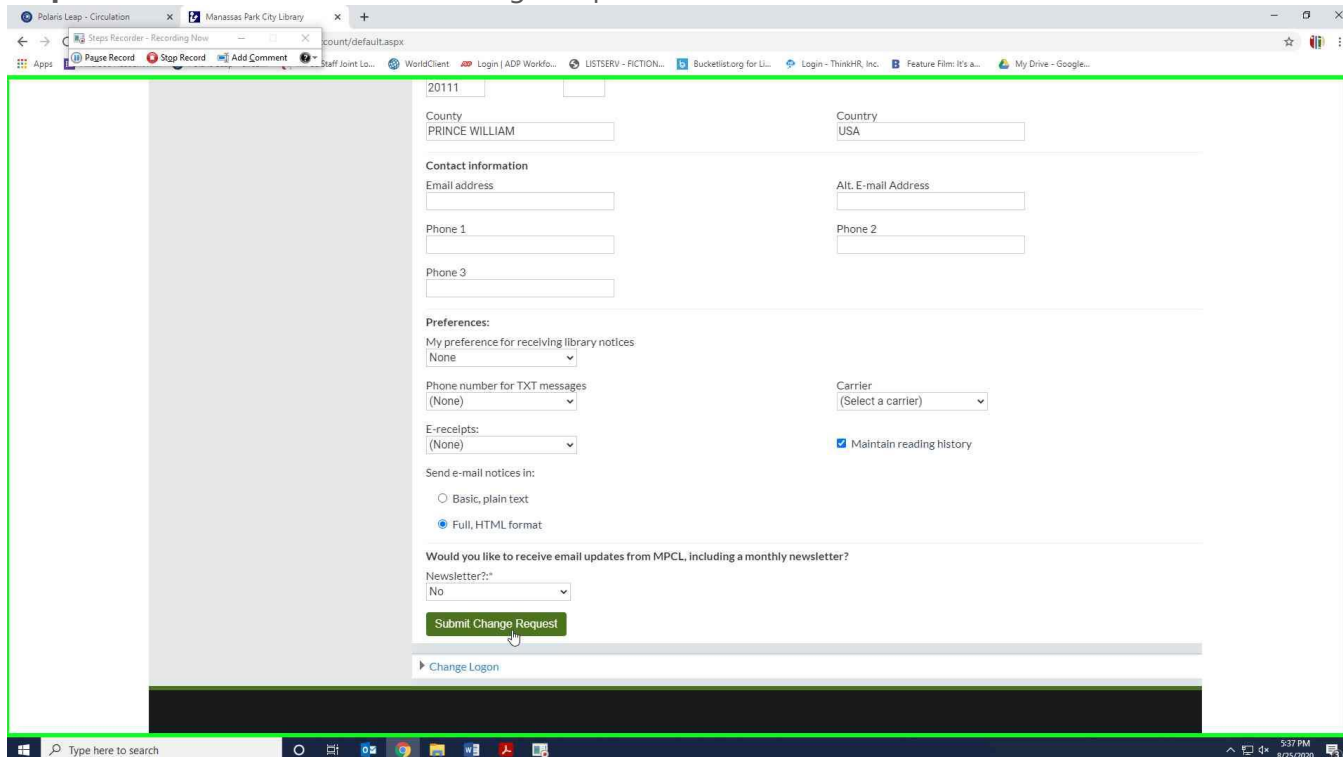 Polaris Leap - Circulation
Manassas Park City Library
Steps Recorder - Recording Now
count/default.aspx
Pause Record Stop Record Add Comment
Apps
Staff Joint Lo...
WorldClient
Login | ADP Workfo...
LISTSERV - FICTION...
Bucketlist.org for Li...
Login - ThinkHR, Inc.
Feature Film: It's a...
My Drive - Google...
20111
County Country
PRINCE WILLIAM USA
Contact information
Email address Alt. E-mail Address
Phone 1 Phone 2
Phone 3
Preferences:
My preference for receiving library notices
None
Phone number for TXT messages Carrier
(None) (Select a carrier)
E-receipts:
(None) Maintain reading history
Send e-mail notices in:
Basic, plain text
Full, HTML format
Would you like to receive email updates from MPCL, including a monthly newsletter?
Newsletter?:*
No
Submit Change Request
Change Logon
Type here to search
5:37 PM
8/25/2020